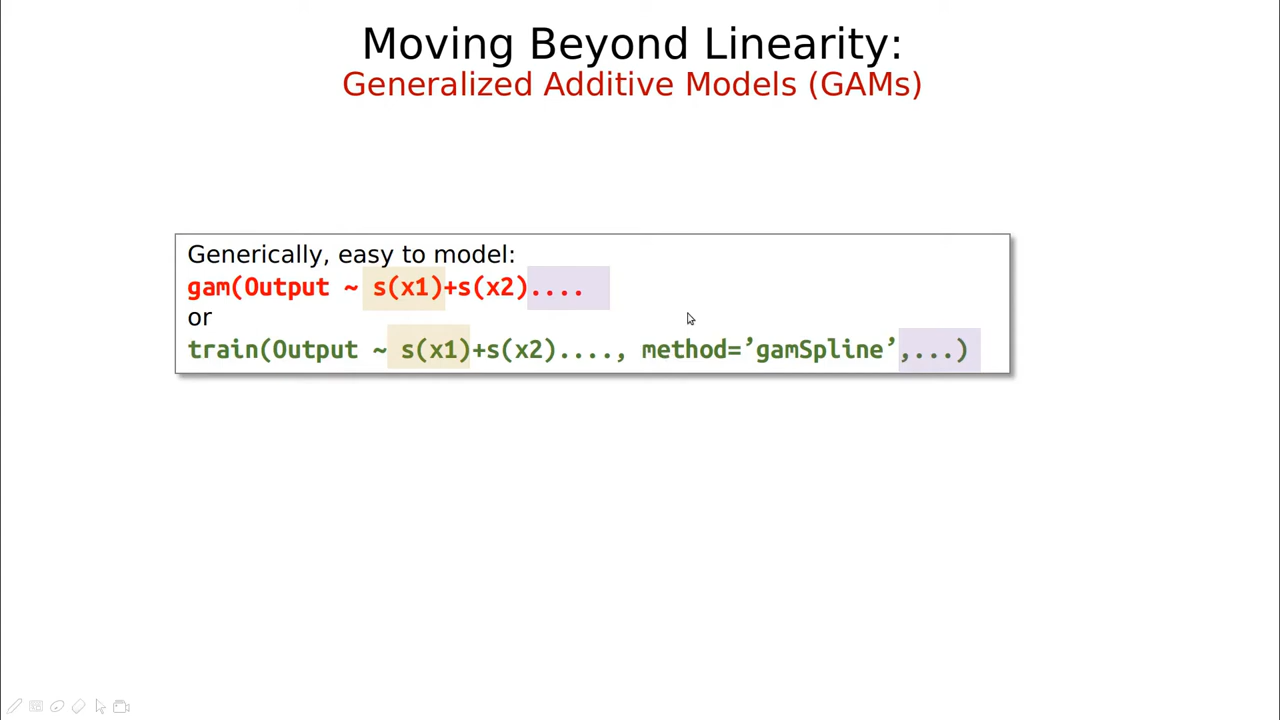 Moving Beyond Linearity:
Generalized Additive Models (GAMs)
Generically, easy to model:
gam(Output ~ s(x1)+s(x2)....
or
train(Output ~ s(x1)+s(x2)...., method=’gamSpline’,...)